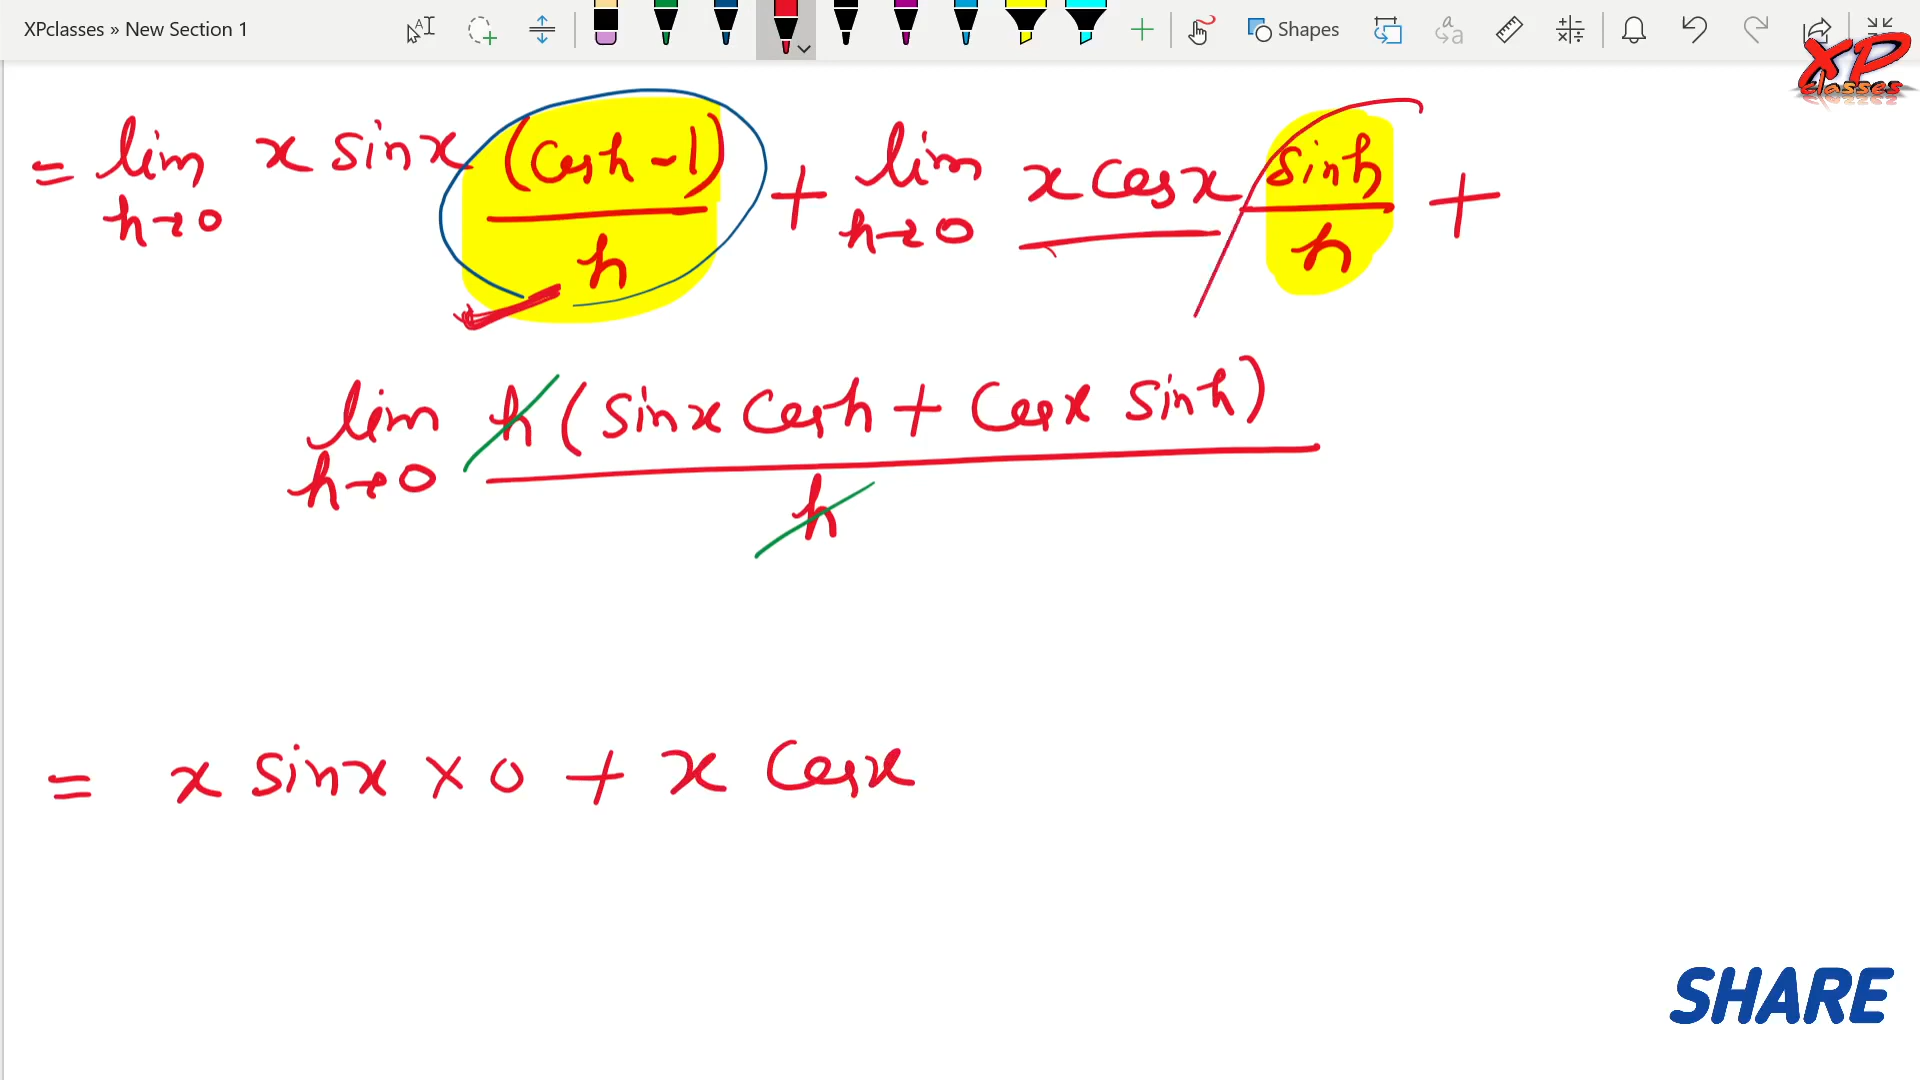 XPclasses » New Section 1
Shapes
XP
classes
= lim x sinx (cosh - 1) + lim x cosx sinh +
h→0 h h→0 h
lim h (sinx cosh + cosx sinh)
h→0 h
= x sinx × 0 + x cosx
SHARE